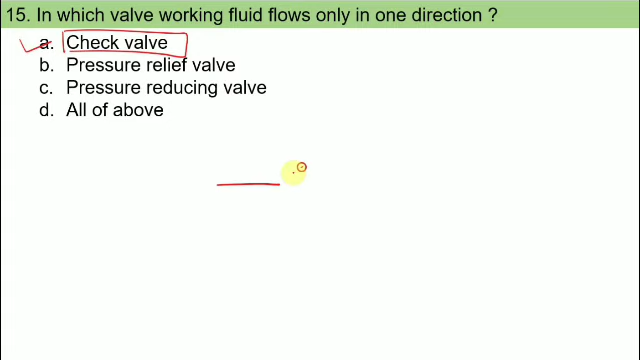 15. In which valve working fluid flows only in one direction ?
a. Check valve
b. Pressure relief valve
c. Pressure reducing valve
d. All of above